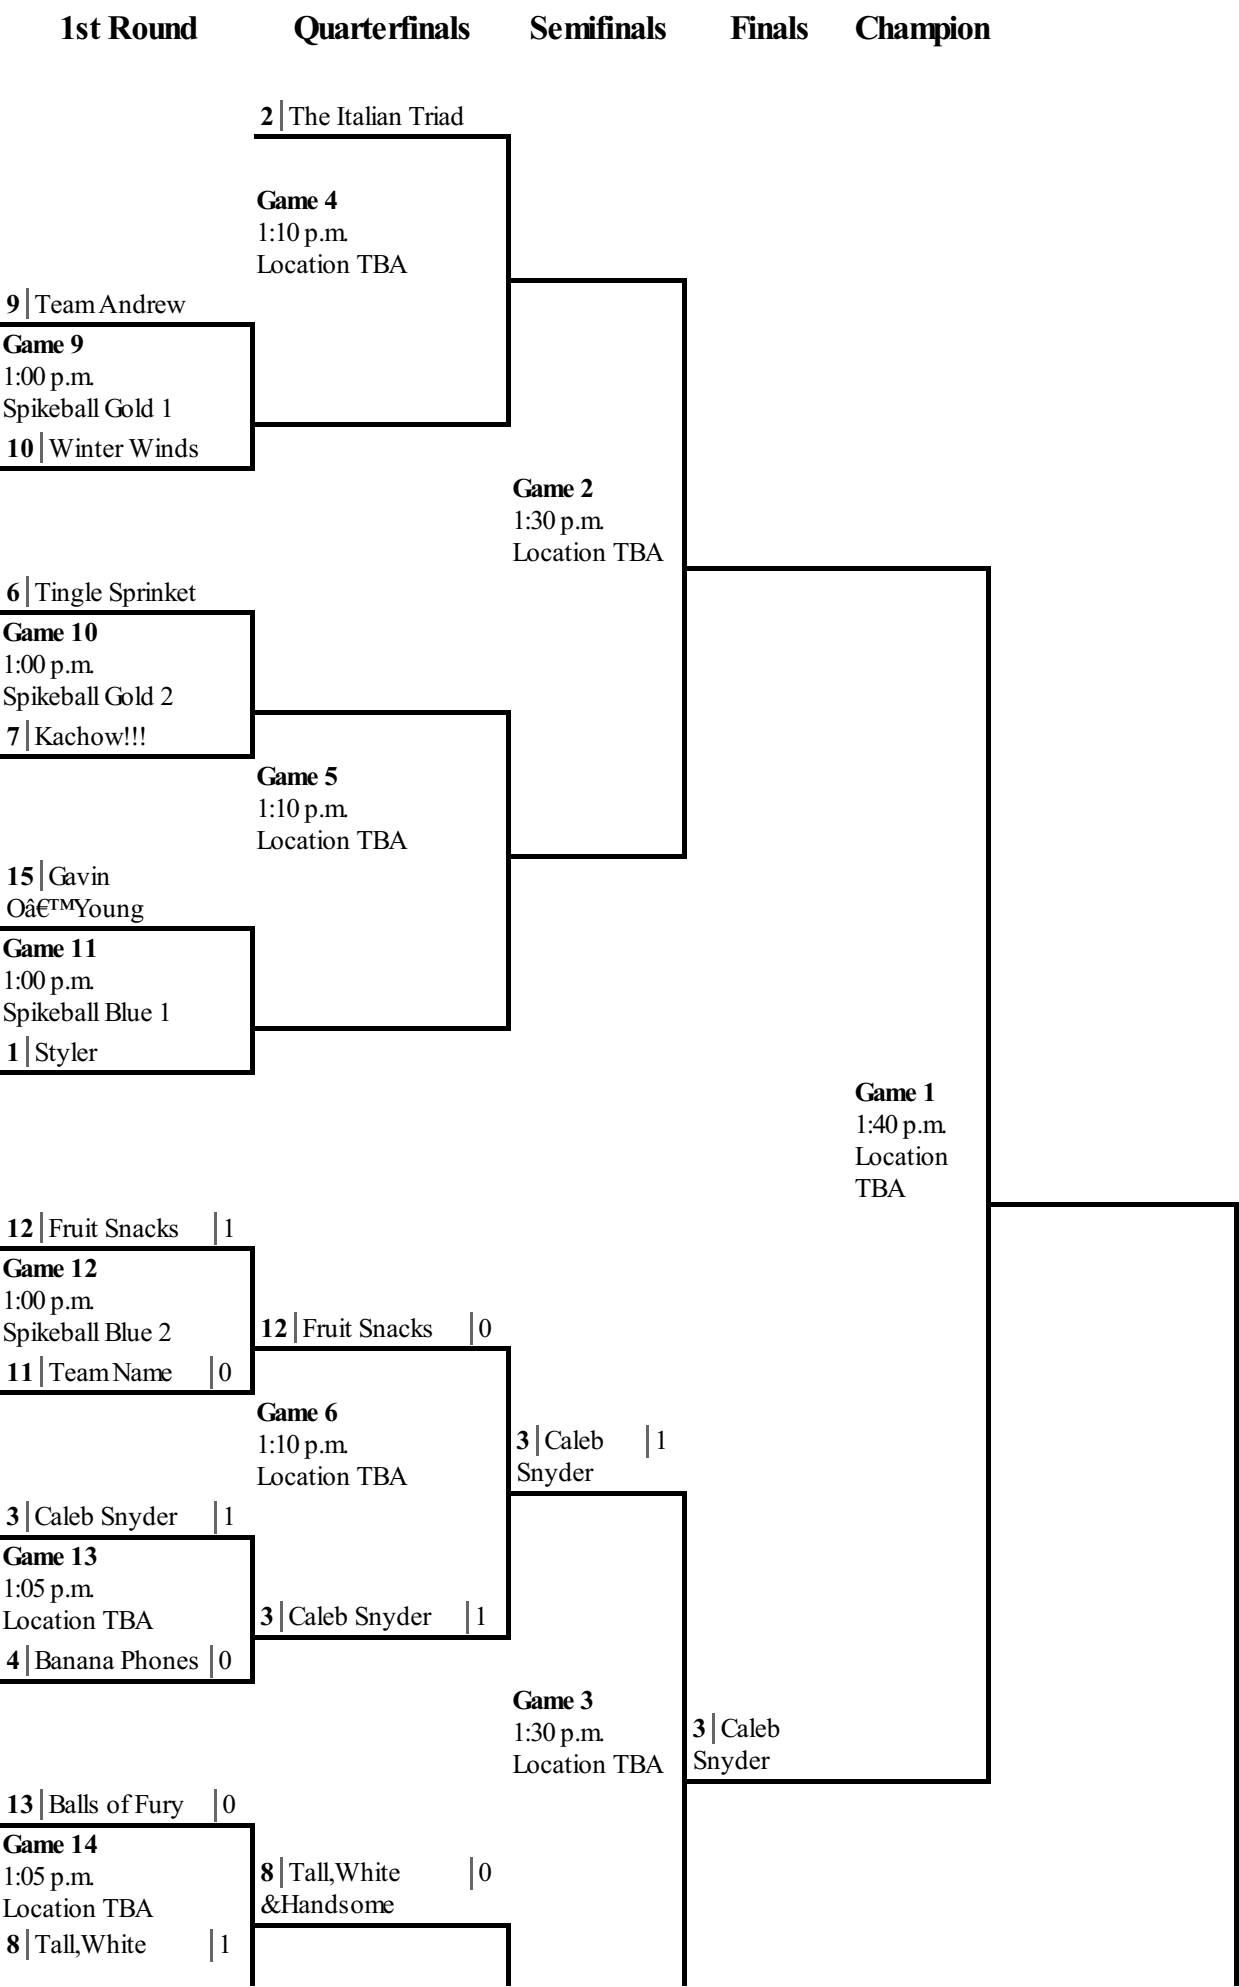 1st Round Quarterfinals Semifinals Finals Champion
2 The Italian Triad
Game 4
1:10 p.m.
Location TBA
9 Team Andrew
Game 9
1:00 p.m.
Spikeball Gold 1
10 Winter Winds
Game 2
1:30 p.m.
Location TBA
6 Tingle Sprinket
Game 10
1:00 p.m.
Spikeball Gold 2
7 Kachow!!!
Game 5
1:10 p.m.
Location TBA
15 Gavin
Oâ€™Young
Game 11
1:00 p.m.
Spikeball Blue 1
1 Styler
Game 1
1:40 p.m.
Location
TBA
12 Fruit Snacks 1
Game 12
1:00 p.m.
Spikeball Blue 2
11 Team Name 0
12 Fruit Snacks 0
Game 6
1:10 p.m.
Location TBA
3 Caleb 1
Snyder
3 Caleb Snyder 1
Game 13
1:05 p.m.
Location TBA
4 Banana Phones 0
3 Caleb Snyder 1
Game 3
1:30 p.m.
Location TBA
3 Caleb
Snyder
13 Balls of Fury 0
Game 14
1:05 p.m.
Location TBA
8 Tall,White 1
8 Tall,White 0
&Handsome